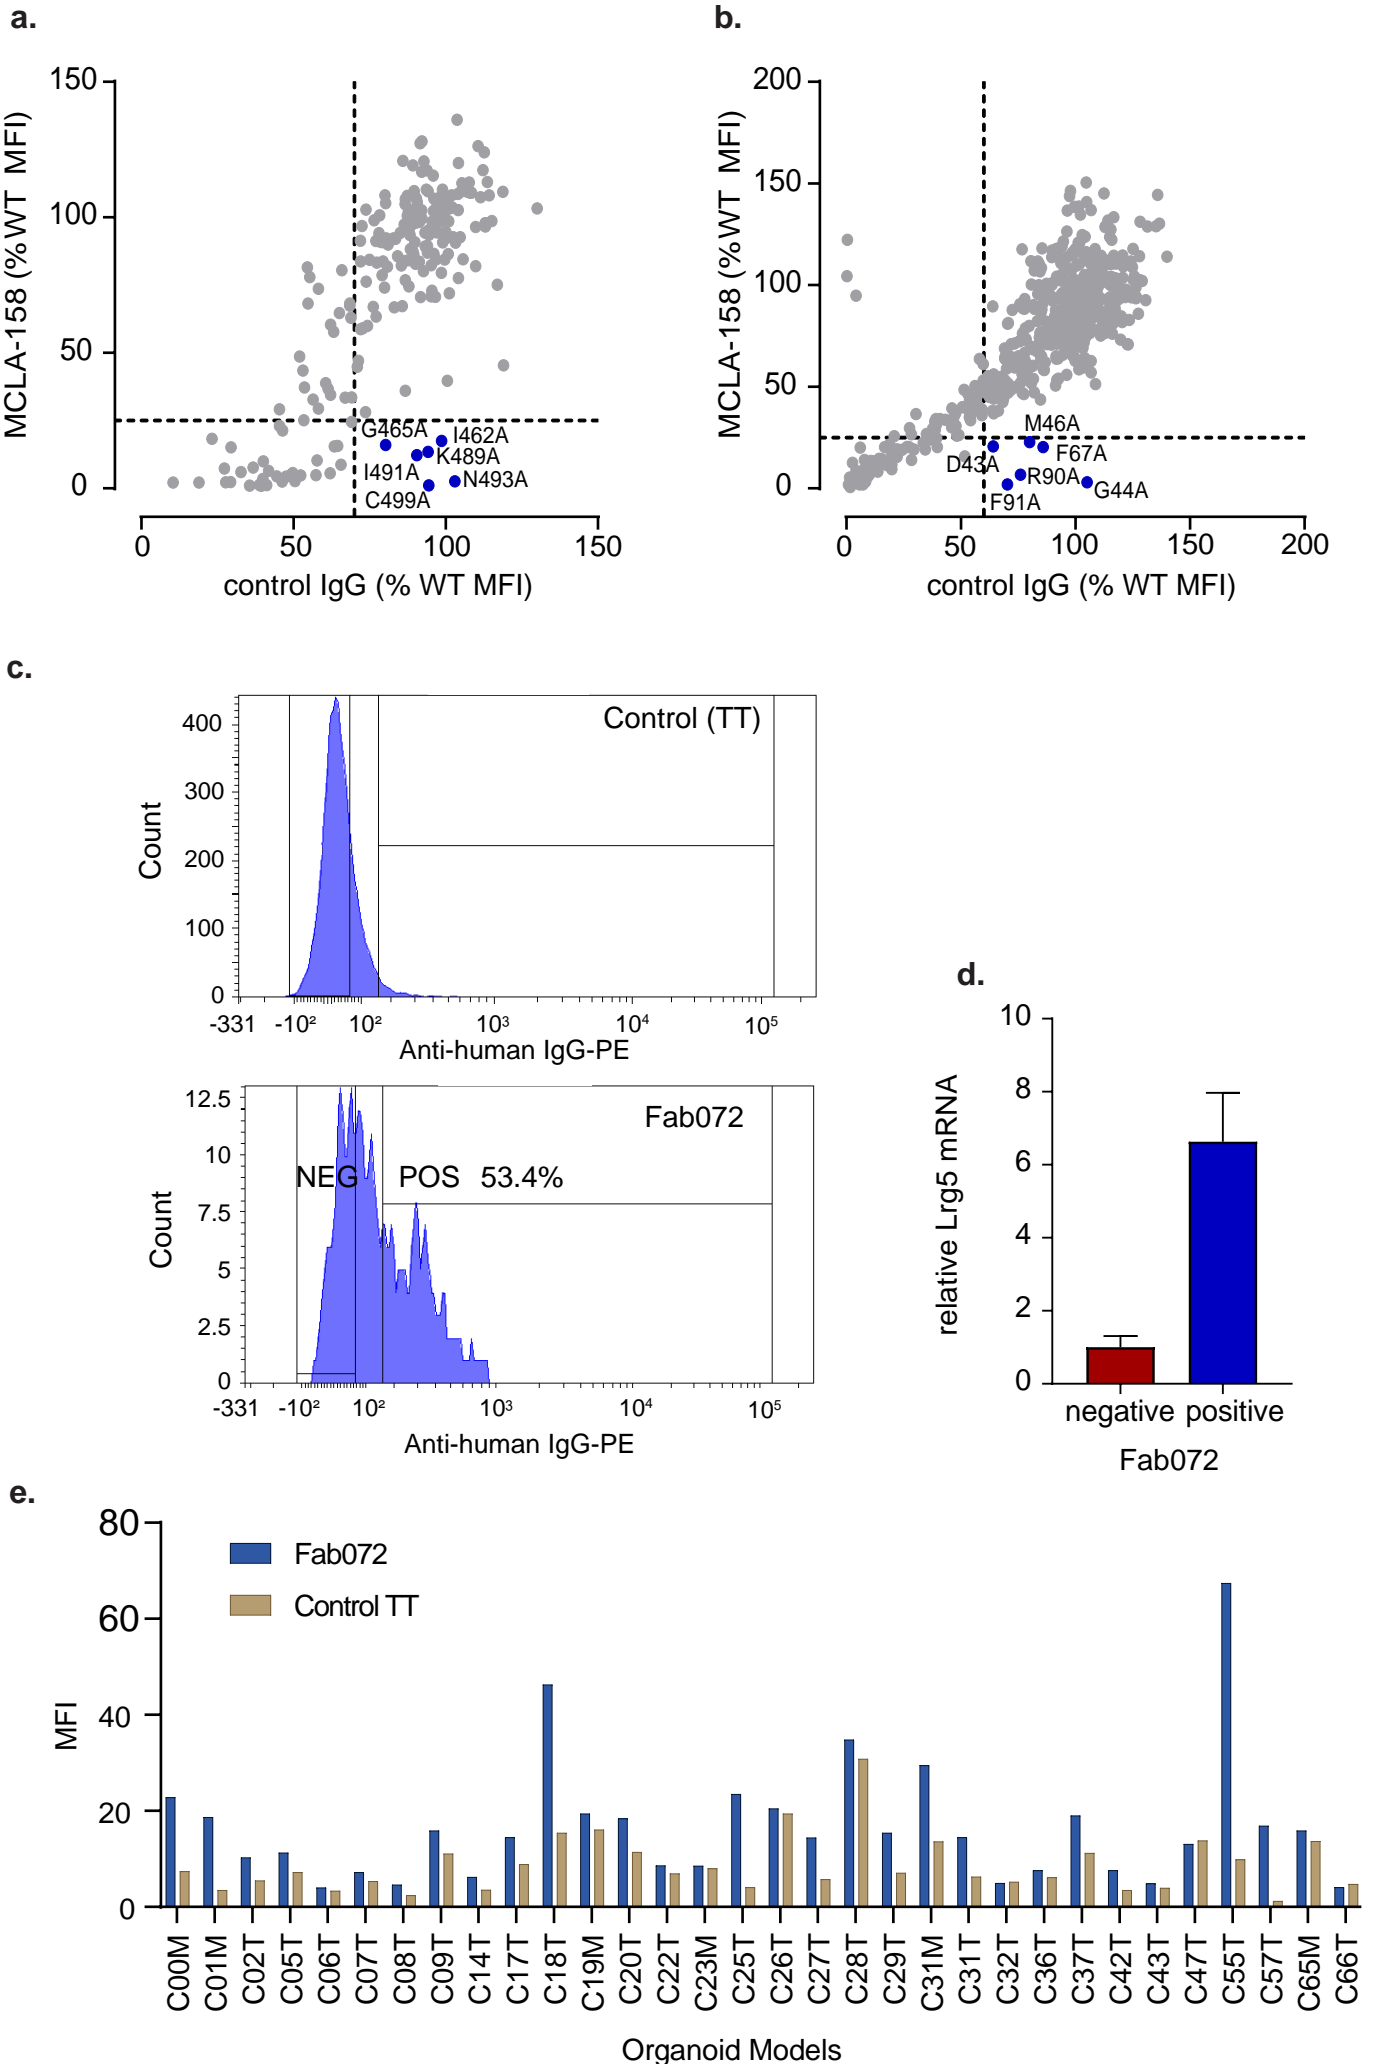 a.
150
100
50
0
MCLA-158 (% WT MFI)
G465A
I462A
K489A
I491A
N493A
C499A
0 50 100 150
control IgG (% WT MFI)
b.
200
150
100
50
0
MCLA-158 (% WT MFI)
M46A
D43A
F67A
R90A
G44A
F91A
0 50 100 150 200
control IgG (% WT MFI)
c.
Control (TT)
400
300
200
100
0
Count
-331 -10² 10² 10³ 10⁴ 10⁵
Anti-human IgG-PE
Fab072
12.5
10
7.5
5
2.5
0
Count
NEG POS 53.4%
-331 -10² 10² 10³ 10⁴ 10⁵
Anti-human IgG-PE
d.
10
8
6
4
2
0
relative Lrg5 mRNA
negative positive
Fab072
e.
80
60
40
20
0
MFI
Fab072
Control TT
C00M C01M C02T C05T C06T C07T C08T C09T C14T C17T C18T C19M C20T C22T C23M C25T C26T C27T C28T C29T C31M C31T C32T C36T C37T C42T C43T C47T C55T C57T C65M C66T
Organoid Models